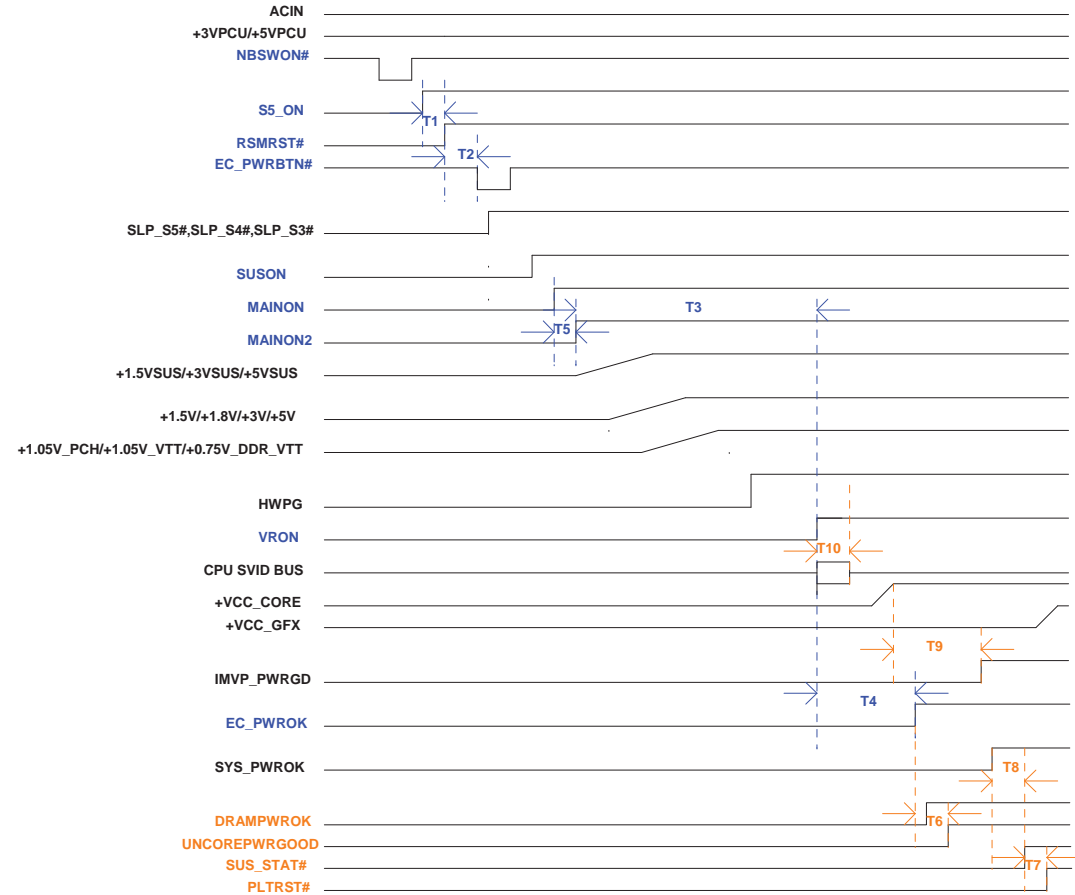 ACIN
+3VPCU/+5VPCU
NBSWON#
S5_ON
T1
RSMRST#
T2
EC_PWRBTN#
SLP_S5#,SLP_S4#,SLP_S3#
SUSON
MAINON
T3
T5
MAINON2
+1.5VSUS/+3VSUS/+5VSUS
+1.5V/+1.8V/+3V/+5V
+1.05V_PCH/+1.05V_VTT/+0.75V_DDR_VTT
HWPG
VRON
T10
CPU SVID BUS
+VCC_CORE
+VCC_GFX
T9
IMVP_PWRGD
T4
EC_PWROK
SYS_PWROK
T8
DRAMPWROK
T6
UNCOREPWRGOOD
SUS_STAT#
T7
PLTRST#